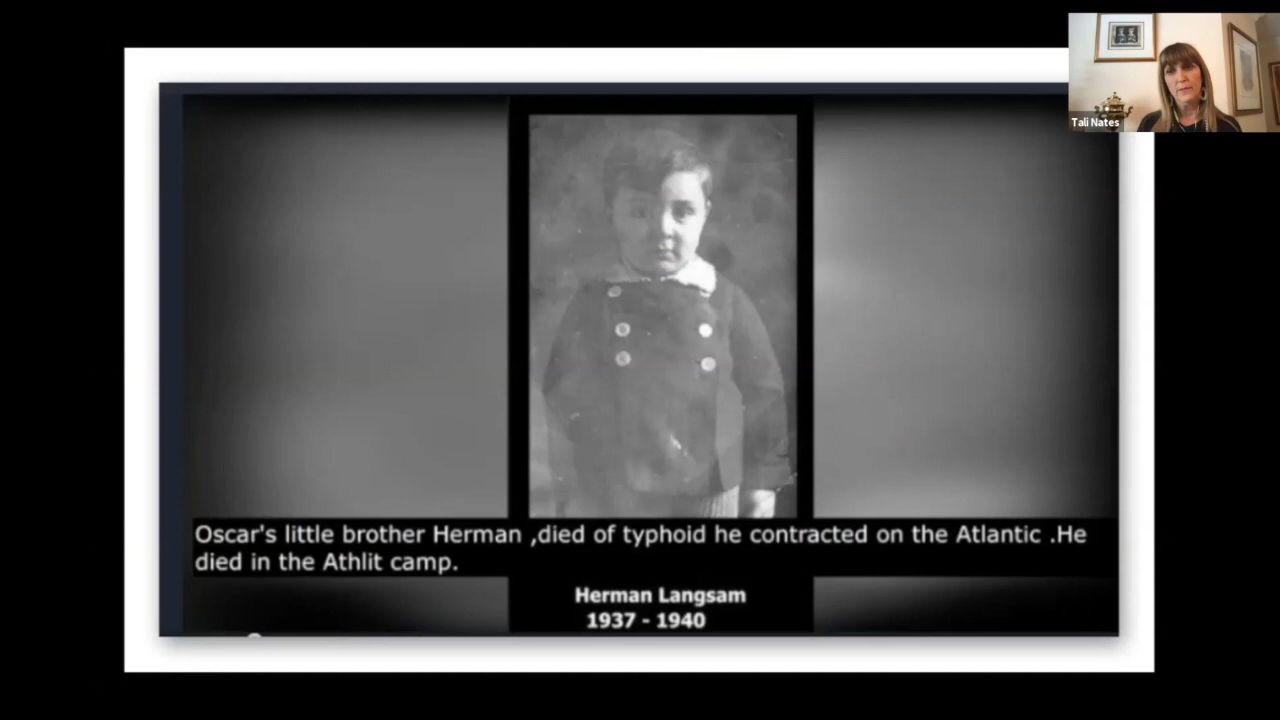 Tali Nates
Oscar's little brother Herman ,died of typhoid he contracted on the Atlantic .He
died in the Athlit camp.
Herman Langsam
1937 - 1940